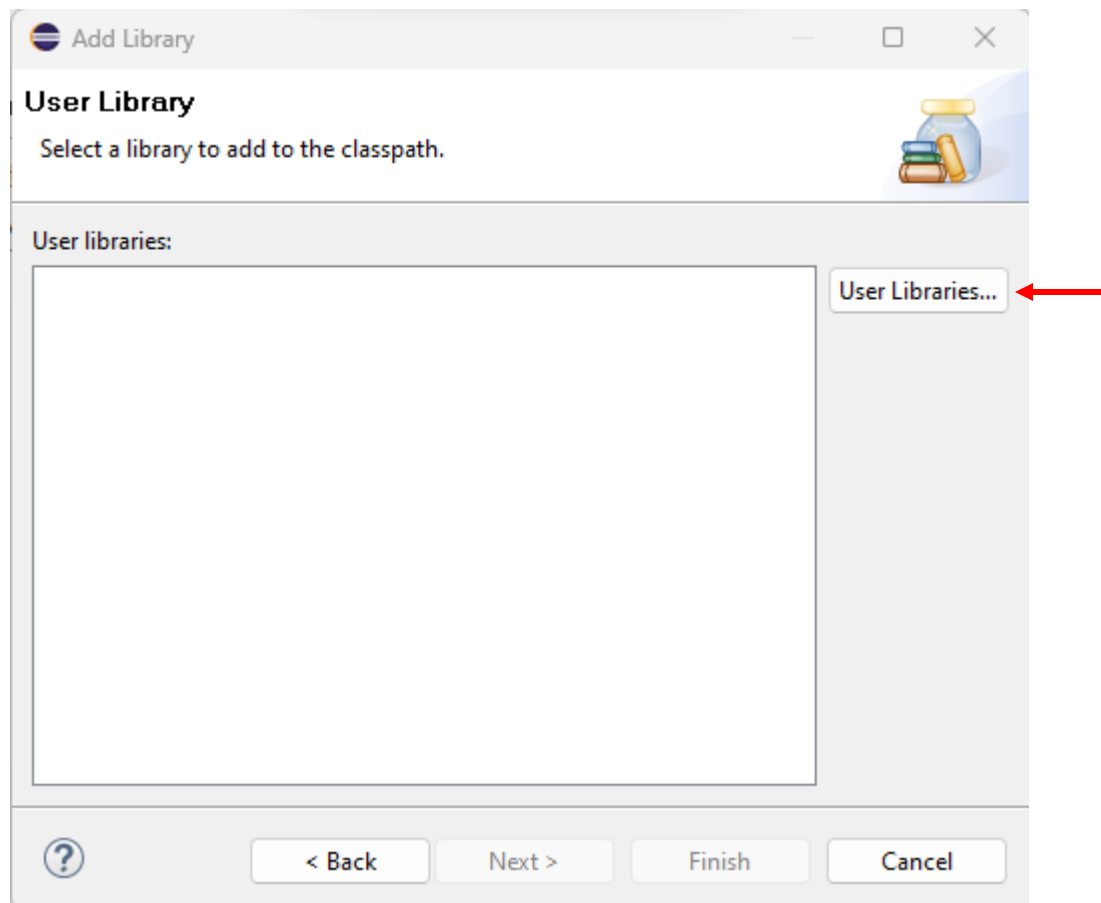 Add Library
User Library
Select a library to add to the classpath.
User libraries:
User Libraries...
?
< Back
Next >
Finish
Cancel